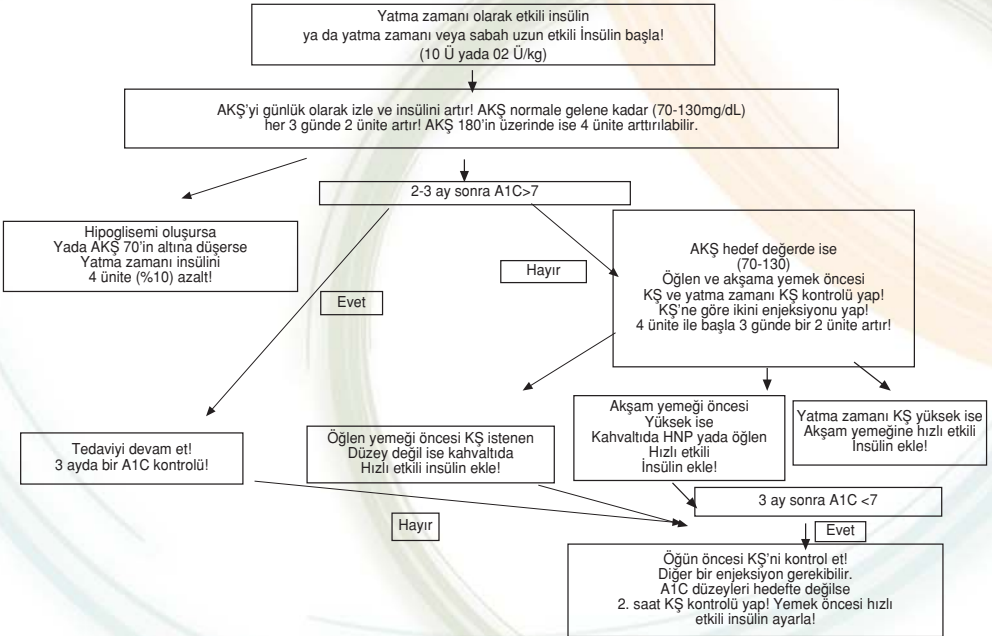 Yatma zamanı olarak etkili insülin
ya da yatma zamanı veya sabah uzun etkili İnsülin başla!
(10 Ü yada 02 Ü/kg)
AKŞ'yi günlük olarak izle ve insülini artır! AKŞ normale gelene kadar (70-130mg/dL)
her 3 günde 2 ünite artır! AKŞ 180'in üzerinde ise 4 ünite arttırılabilir.
2-3 ay sonra A1C>7
Hipoglisemi oluşursa
Yada AKŞ 70'in altına düşerse
Yatma zamanı insülini
4 ünite (%10) azalt!
Evet
Hayır
AKŞ hedef değerde ise
(70-130)
Öğlen ve akşama yemek öncesi
KŞ ve yatma zamanı KŞ kontrolü yap!
KŞ'ne göre ikini enjeksiyonu yap!
4 ünite ile başla 3 günde bir 2 ünite artır!
Tedaviyi devam et!
3 ayda bir A1C kontrolü!
Öğlen yemeği öncesi KŞ istenen
Düzey değil ise kahvaltıda
Hızlı etkili insülin ekle!
Akşam yemeği öncesi
Yüksek ise
Kahvaltıda HNP yada öğlen
Hızlı etkili
İnsülin ekle!
Yatma zamanı KŞ yüksek ise
Akşam yemeğine hızlı etkili
İnsülin ekle!
3 ay sonra A1C <7
Hayır
Evet
Öğün öncesi KŞ'ni kontrol et!
Diğer bir enjeksiyon gerekibilir.
A1C düzeyleri hedefte değilse
2. saat KŞ kontrolü yap! Yemek öncesi hızlı
etkili insülin ayarla!